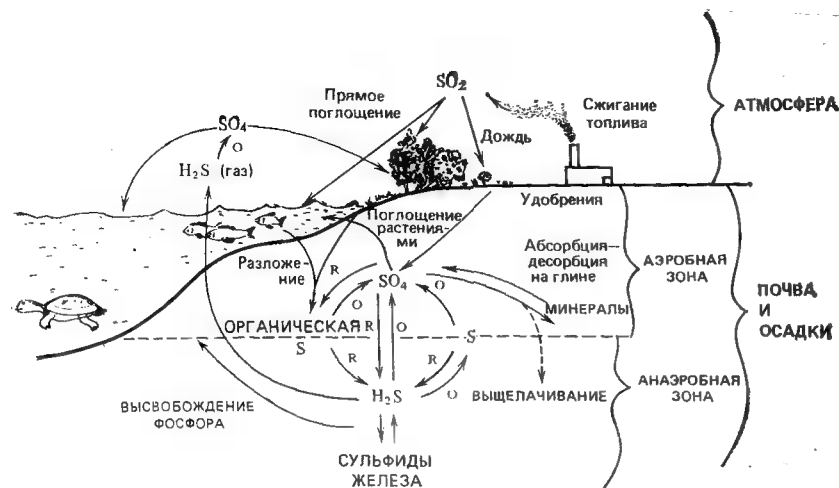 SO₂
Сжигание
топлива
АТМОСФЕРА
Прямое
поглощение
SO₄
Дождь
O
H₂S (газ)
Удобрения
Поглощение
растения-
ми
Абсорбция-
десорбция
на глине
АЭРОБНАЯ
ЗОНА
Разложе-
ние
R
SO₄
O
O
O
МИНЕРАЛЫ
ПОЧВА
И
ОСАДКИ
ОРГАНИЧЕСКАЯ
S
R
O
S
R
R
H₂S
O
ВЫЩЕЛАЧИВАНИЕ
АНАЭРОБНАЯ
ЗОНА
ВЫСВОБОЖДЕНИЕ
ФОСФОРА
СУЛЬФИДЫ
ЖЕЛЕЗА